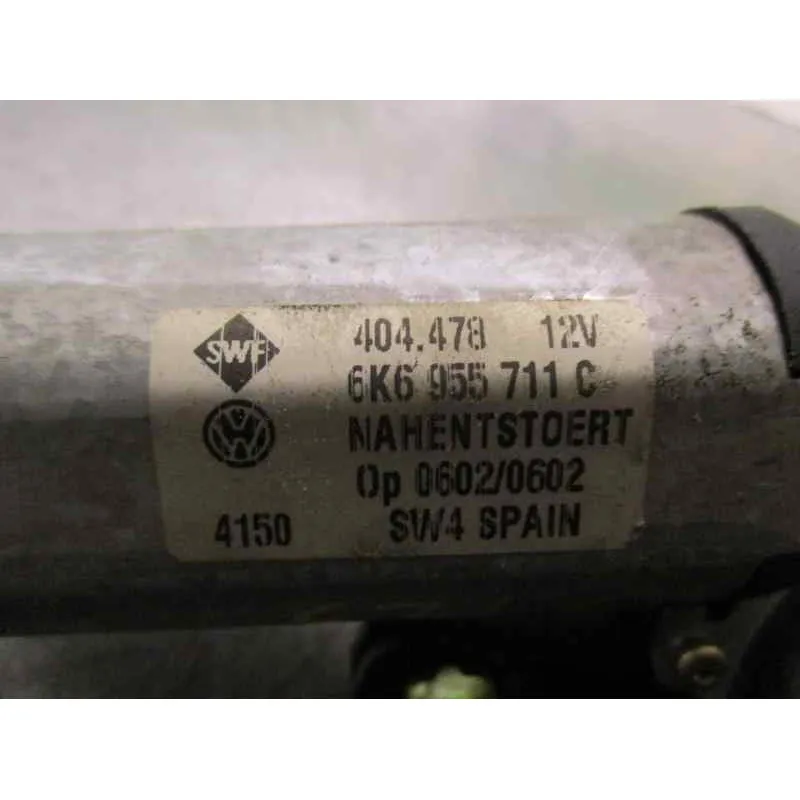 SWF 404.478 12V
6K6 955 711 C
NAHENTSTOERT
Op 0602/0602
4150 SW4 SPAIN